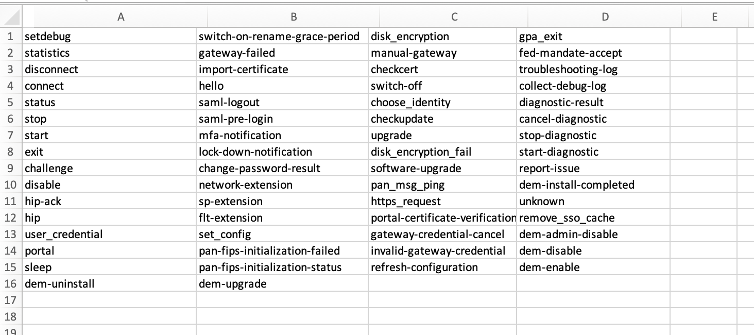 A B C D E
1 setdebug switch-on-rename-grace-period disk_encryption gpa_exit
2 statistics gateway-failed manual-gateway fed-mandate-accept
3 disconnect import-certificate checkcert troubleshooting-log
4 connect hello switch-off collect-debug-log
5 status saml-logout choose_identity diagnostic-result
6 stop saml-pre-login checkupdate cancel-diagnostic
7 start mfa-notification upgrade stop-diagnostic
8 exit lock-down-notification disk_encryption_fail start-diagnostic
9 challenge change-password-result software-upgrade report-issue
10 disable network-extension pan_msg_ping dem-install-completed
11 hip-ack sp-extension https_request unknown
12 hip flt-extension portal-certificate-verification remove_sso_cache
13 user_credential set_config gateway-credential-cancel dem-admin-disable
14 portal pan-fips-initialization-failed invalid-gateway-credential dem-disable
15 sleep pan-fips-initialization-status refresh-configuration dem-enable
16 dem-uninstall dem-upgrade
17
18
19